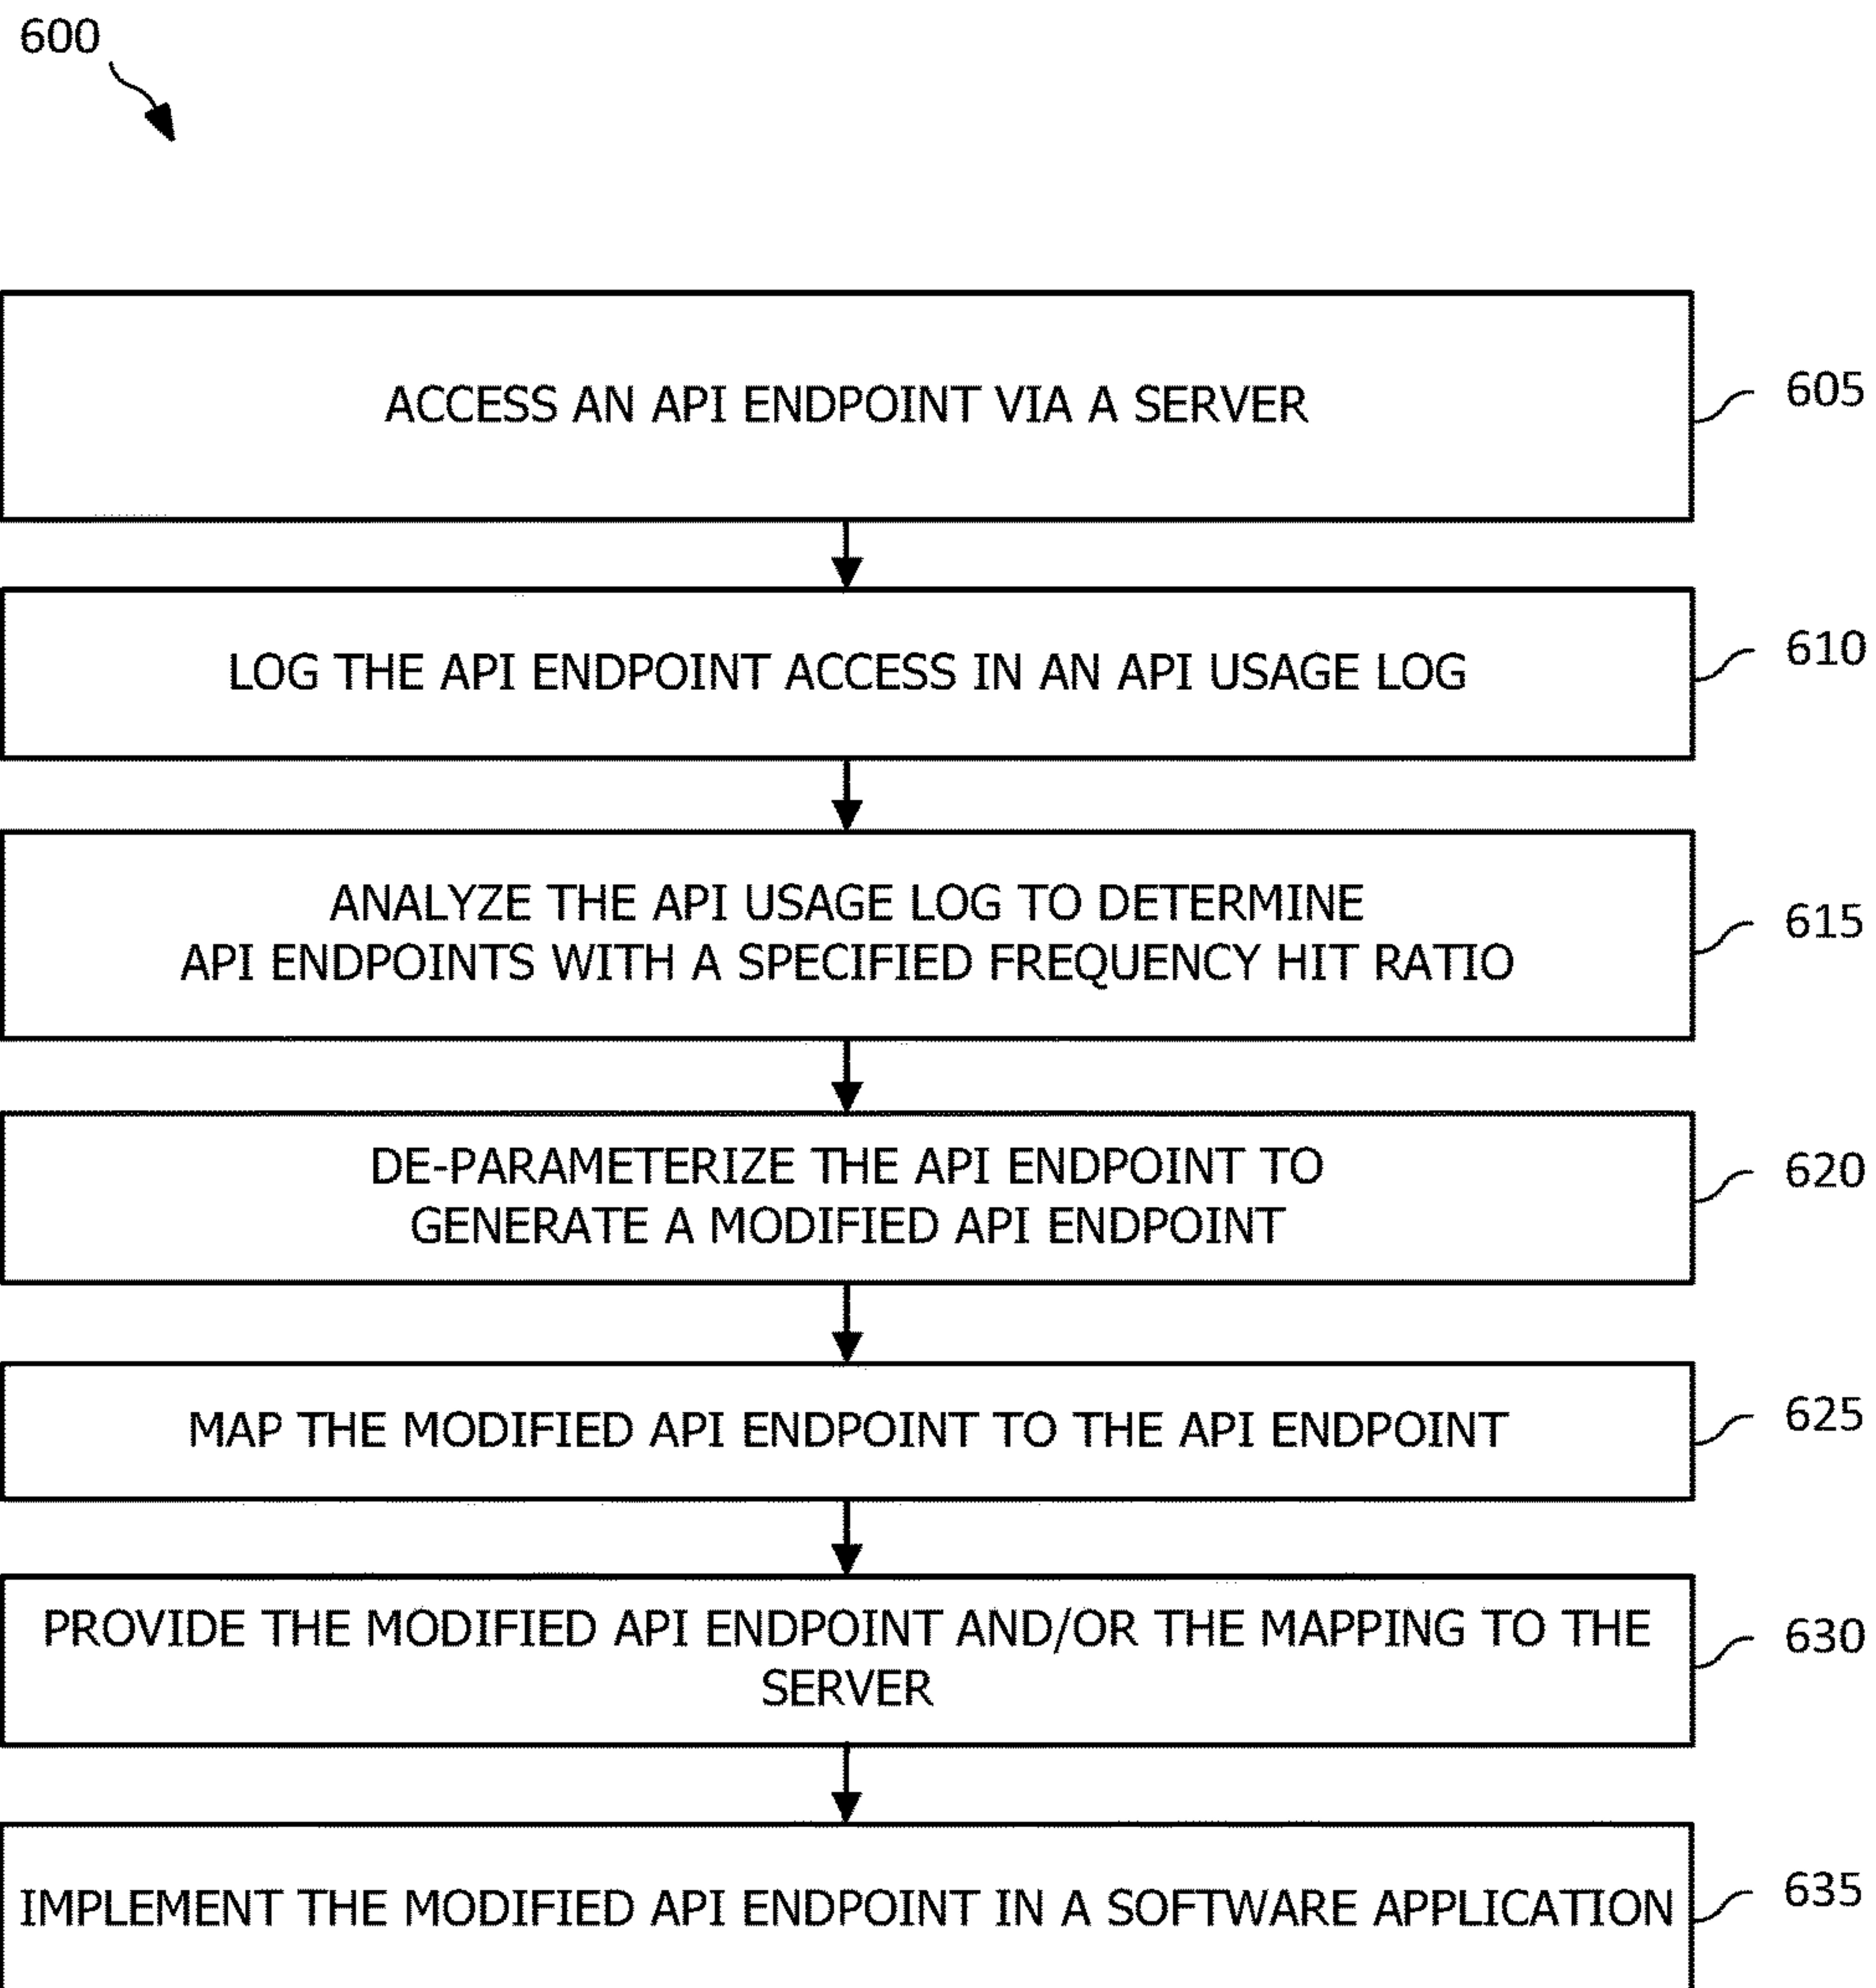 600
ACCESS AN API ENDPOINT VIA A SERVER
605
LOG THE API ENDPOINT ACCESS IN AN API USAGE LOG
610
ANALYZE THE API USAGE LOG TO DETERMINE
API ENDPOINTS WITH A SPECIFIED FREQUENCY HIT RATIO
615
DE-PARAMETERIZE THE API ENDPOINT TO
GENERATE A MODIFIED API ENDPOINT
620
MAP THE MODIFIED API ENDPOINT TO THE API ENDPOINT
625
PROVIDE THE MODIFIED API ENDPOINT AND/OR THE MAPPING TO THE
SERVER
630
IMPLEMENT THE MODIFIED API ENDPOINT IN A SOFTWARE APPLICATION
635